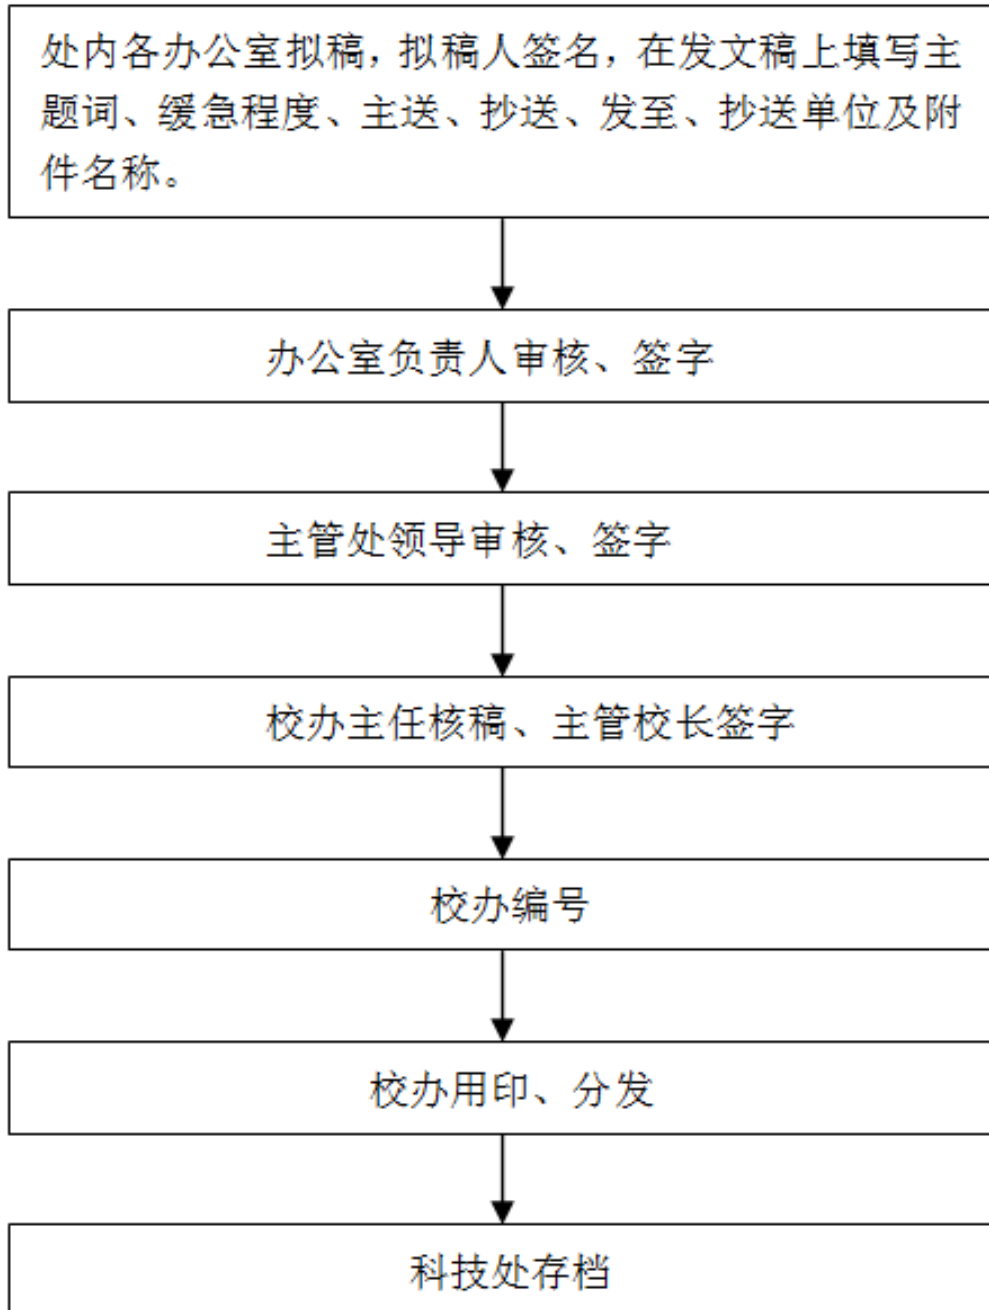 处内各办公室拟稿，拟稿人签名，在发文稿上填写主
题词、缓急程度、主送、抄送、发至、抄送单位及附
件名称。
办公室负责人审核、签字
主管处领导审核、签字
校办主任核稿、主管校长签字
校办编号
校办用印、分发
科技处存档